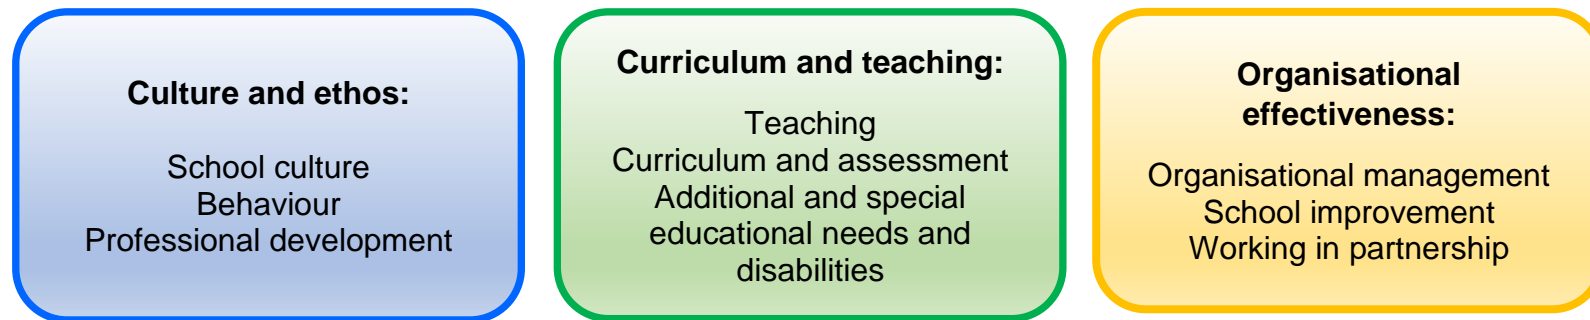 Culture and ethos:
School culture
Behaviour
Professional development
Curriculum and teaching:
Teaching
Curriculum and assessment
Additional and special
educational needs and
disabilities
Organisational
effectiveness:
Organisational management
School improvement
Working in partnership